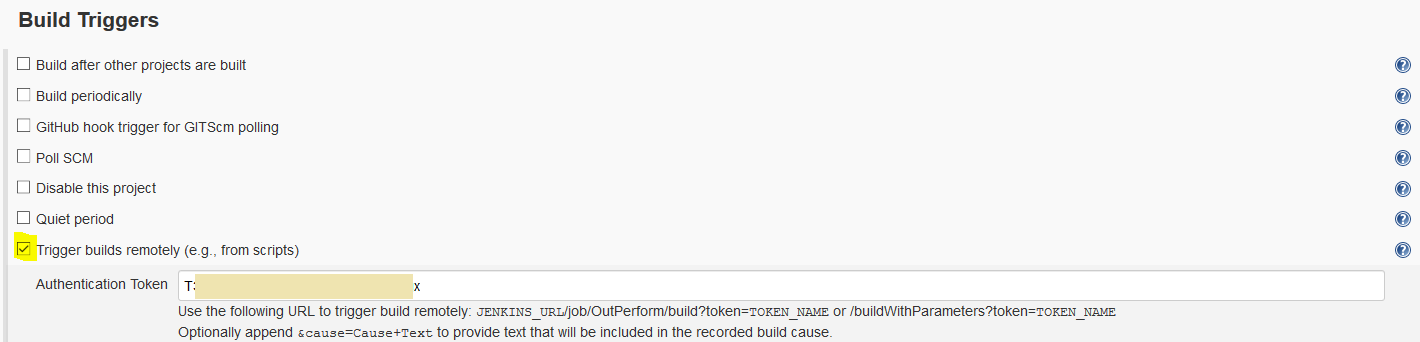 Build Triggers
Build after other projects are built
Build periodically
GitHub hook trigger for GITScm polling
Poll SCM
Disable this project
Quiet period
Trigger builds remotely (e.g., from scripts)
Authentication Token
Use the following URL to trigger build remotely: JENKINS_URL/job/OutPerform/build?token=TOKEN_NAME or /buildWithParameters?token=TOKEN_NAME
Optionally append &cause=Cause+Text to provide text that will be included in the recorded build cause.